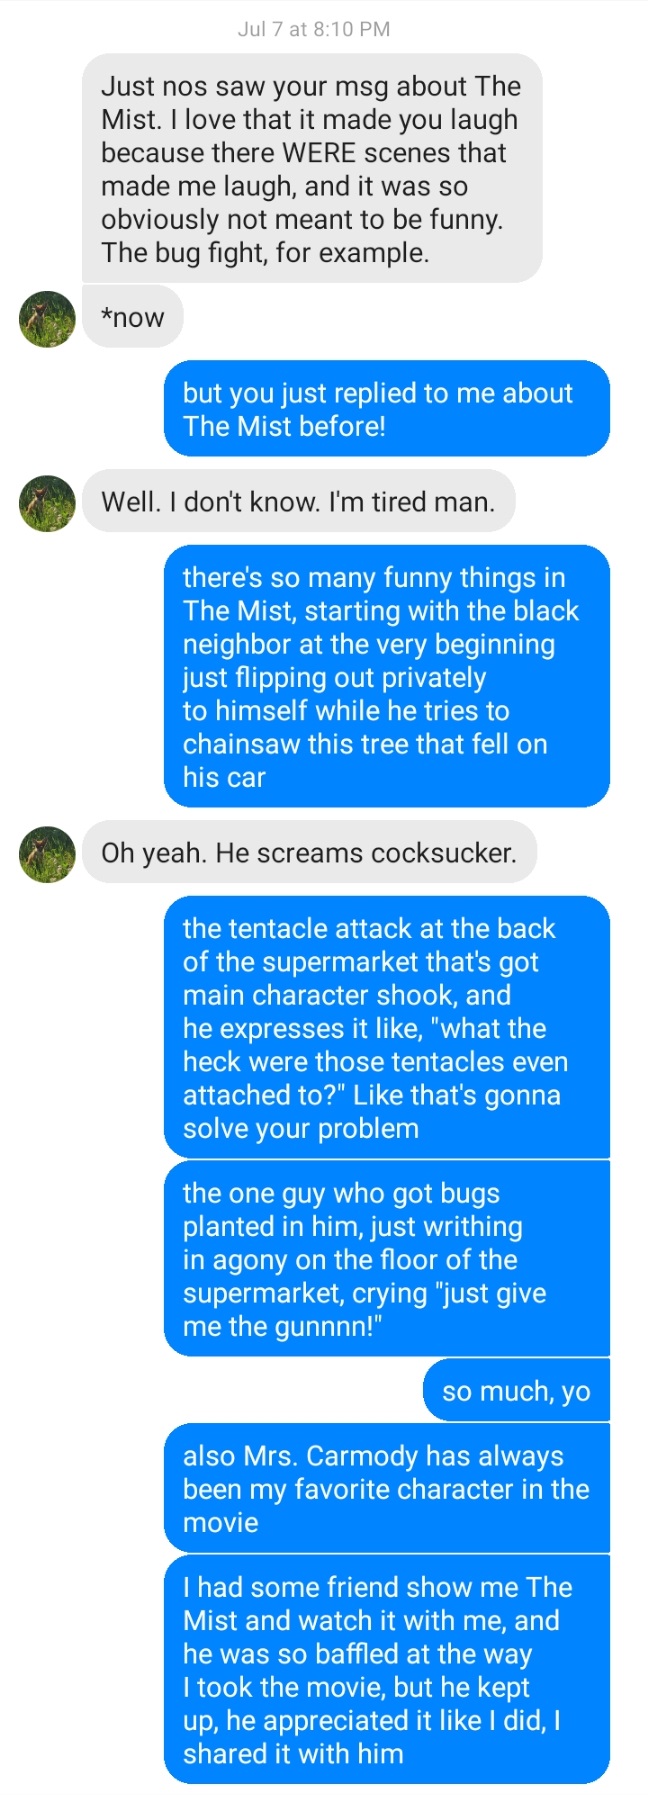 Jul 7 at 8:10 PM
Just nos saw your msg about The
Mist. I love that it made you laugh
because there WERE scenes that
made me laugh, and it was so
obviously not meant to be funny.
The bug fight, for example.
*now
but you just replied to me about
The Mist before!
Well. I don't know. I'm tired man.
there's so many funny things in
The Mist, starting with the black
neighbor at the very beginning
just flipping out privately
to himself while he tries to
chainsaw this tree that fell on
his car
Oh yeah. He screams cocksucker.
the tentacle attack at the back
of the supermarket that's got
main character shook, and
he expresses it like, "what the
heck were those tentacles even
attached to?" Like that's gonna
solve your problem
the one guy who got bugs
planted in him, just writhing
in agony on the floor of the
supermarket, crying "just give
me the gunnnn!"
so much, yo
also Mrs. Carmody has always
been my favorite character in the
movie
I had some friend show me The
Mist and watch it with me, and
he was so baffled at the way
I took the movie, but he kept
up, he appreciated it like I did, I
shared it with him